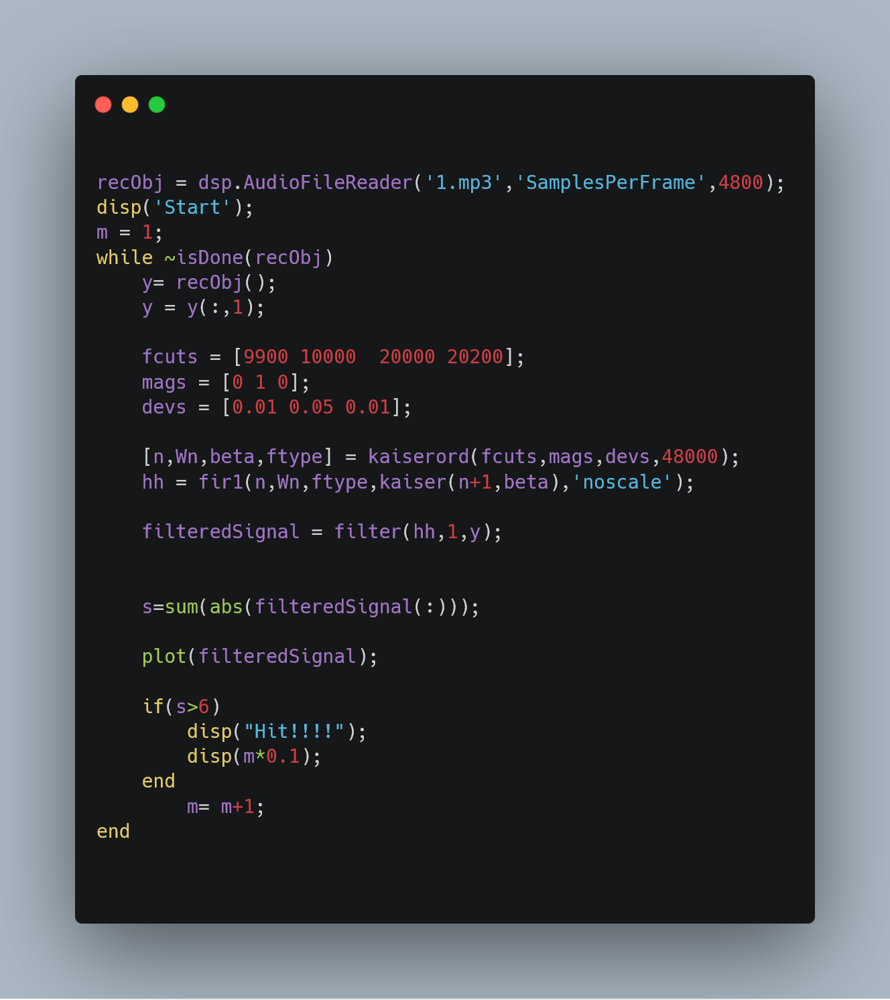 recObj = dsp.AudioFileReader('1.mp3','SamplesPerFrame',4800);
disp('Start');
m = 1;
while ~isDone(recObj)
    y= recObj();
    y = y(:,1);

    fcuts = [9900 10000  20000 20200];
    mags = [0 1 0];
    devs = [0.01 0.05 0.01];

    [n,Wn,beta,ftype] = kaiserord(fcuts,mags,devs,48000);
    hh = fir1(n,Wn,ftype,kaiser(n+1,beta),'noscale');

    filteredSignal = filter(hh,1,y);


    s=sum(abs(filteredSignal(:)));

    plot(filteredSignal);

    if(s>6)
        disp("Hit!!!!");
        disp(m*0.1);
    end
        m= m+1;
end